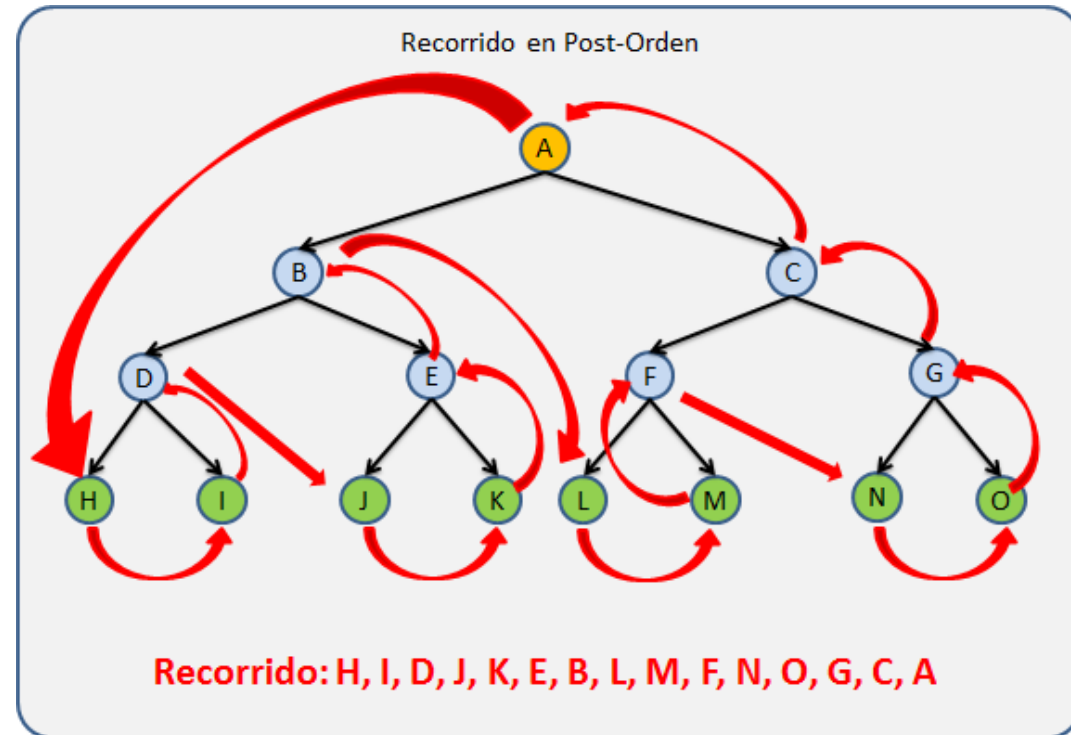 Recorrido en Post-Orden
A
B
C
D
E
F
G
H
I
J
K
L
M
N
O
Recorrido: H, I, D, J, K, E, B, L, M, F, N, O, G, C, A